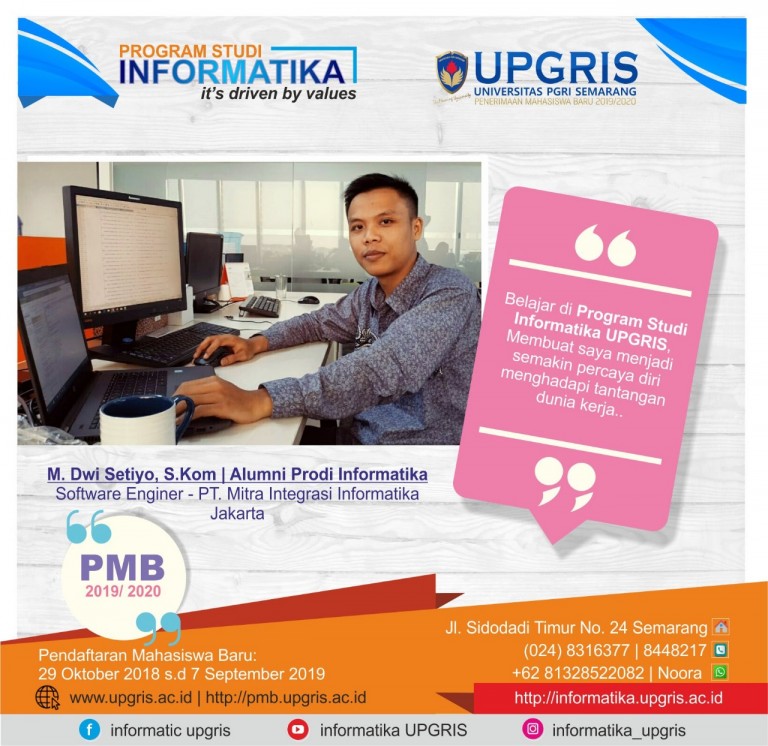 PROGRAM STUDI
INFORMATIKA
it's driven by values
UPGRIS
UNIVERSITAS PGRI SEMARANG
PENERIMAAN MAHASISWA BARU 2019/2020
Belajar di Program Studi
Informatika UPGRIS,
Membuat saya menjadi
semakin percaya diri
menghadapi tantangan
dunia kerja..
M. Dwi Setiyo, S.Kom | Alumni Prodi Informatika
Software Enginer - PT. Mitra Integrasi Informatika
Jakarta
PMB
2019/ 2020
Pendaftaran Mahasiswa Baru:
29 Oktober 2018 s.d 7 September 2019
www.upgris.ac.id | http://pmb.upgris.ac.id
Jl. Sidodadi Timur No. 24 Semarang
(024) 8316377 | 8448217
+62 81328522082 | Noora
http://informatika.upgris.ac.id
informatic upgris
informatika UPGRIS
informatika_upgris